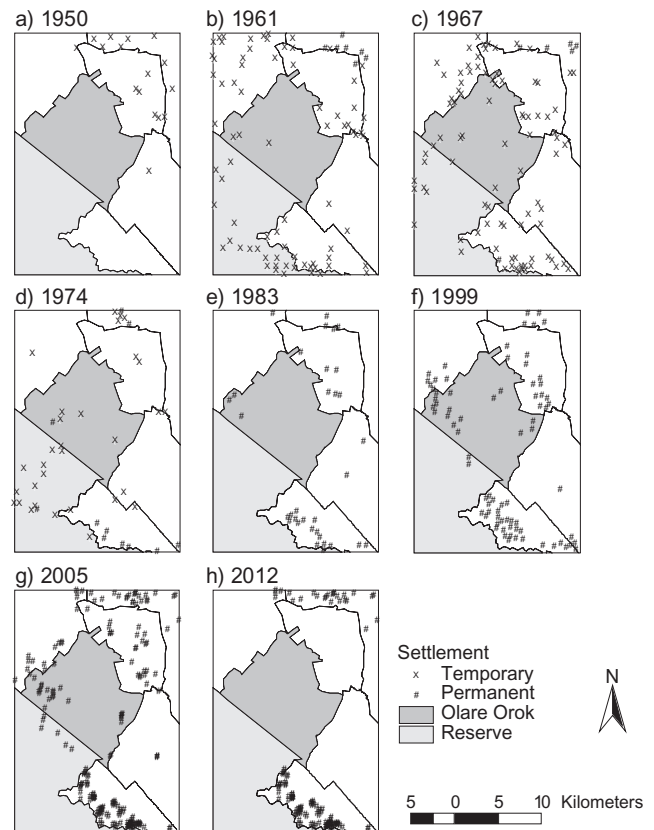 a) 1950
b) 1961
c) 1967
d) 1974
e) 1983
f) 1999
g) 2005
h) 2012
Settlement
x Temporary
# Permanent
Olare Orok
Reserve
N
5 0 5 10 Kilometers